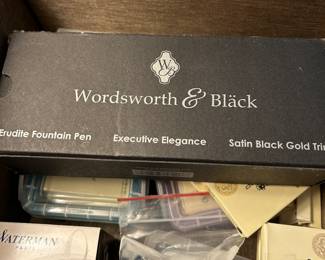 W&B
Wordsworth & Bläck
Erudite Fountain Pen Executive Elegance Satin Black Gold Trim
WATERMAN